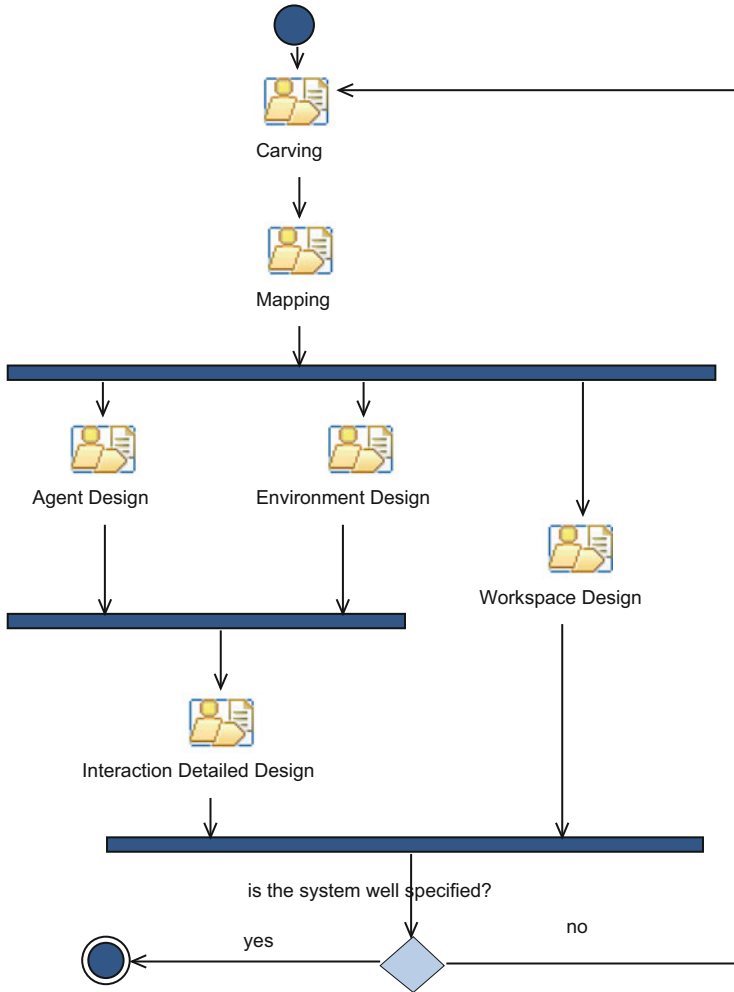 Carving
Mapping
Agent Design
Environment Design
Workspace Design
Interaction Detailed Design
is the system well specified?
yes
no